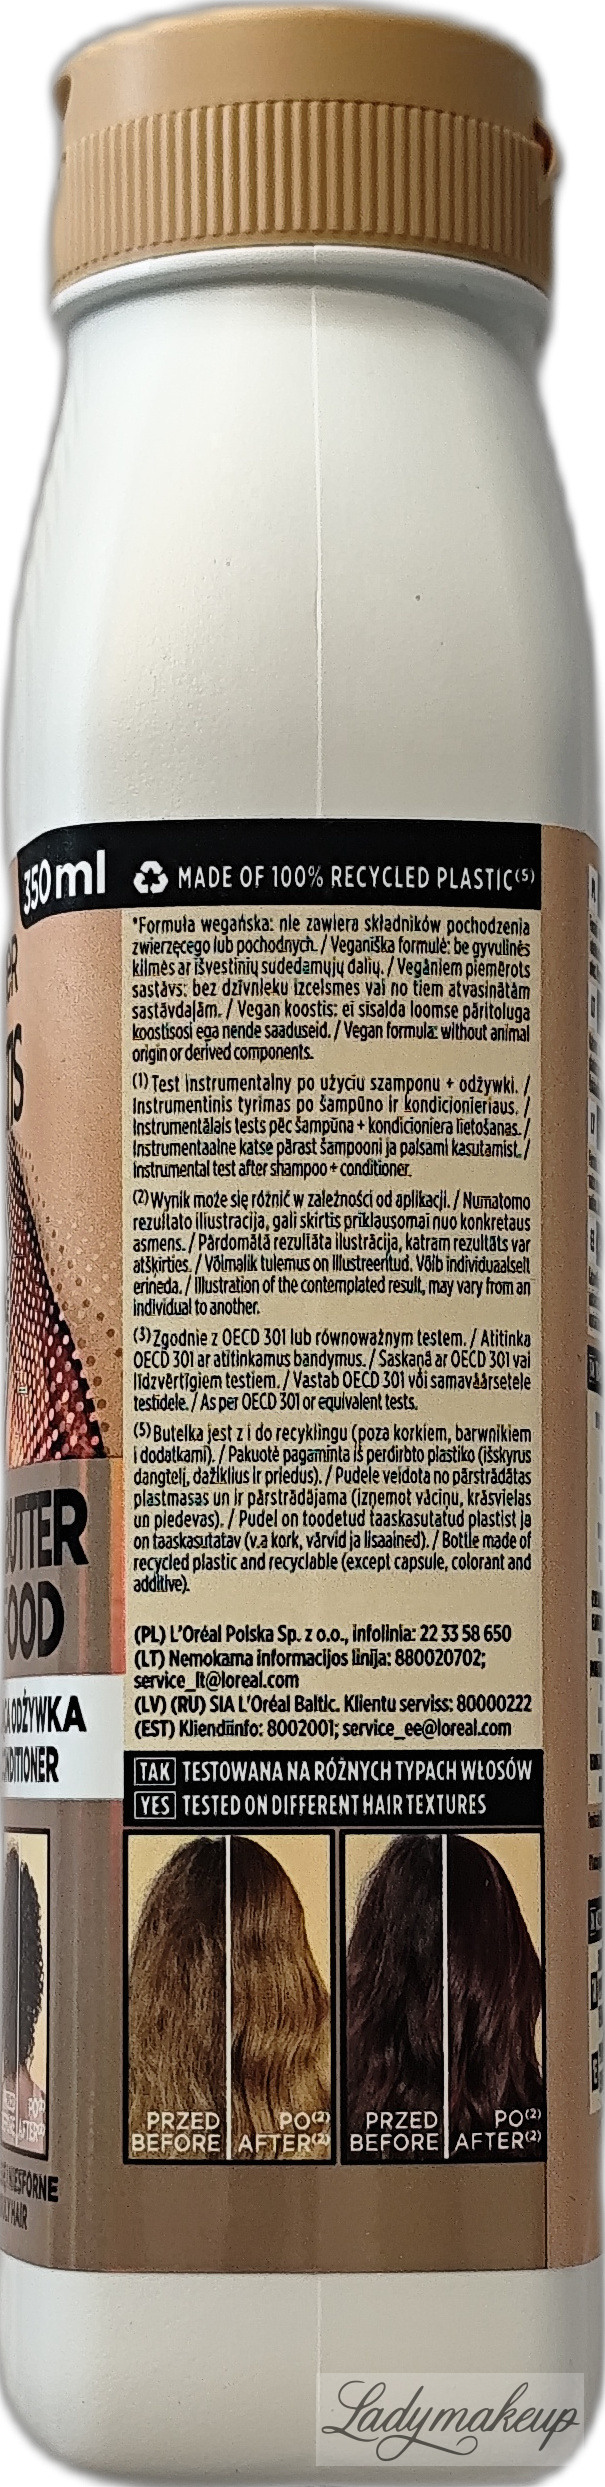 350ml
MADE OF 100% RECYCLED PLASTIC(5)
*Formuła wegańska: nie zawiera składników pochodzenia
zwierzęcego lub pochodnych. / Veganiška formulė: be gyvulinės
kilmės ar išvestinių sudedamųjų dalių. / Vegāniem piemērots
sastāvs: bez dzīvnieku izcelsmes vai no tiem atvasinātām
sastāvdaļām. / Vegan koostis: ei sisalda loomse päritoluga
koostisosi ega nende saaduseid. / Vegan formula: without animal
origin or derived components.
(1) Test instrumentalny po użyciu szamponu + odżywki. /
Instrumentinis tyrimas po šampūno ir kondicionieriaus. /
Instrumentālais tests pēc šampūna + kondicioniera lietošanas. /
Instrumentaalne katse pärast šampooni ja palsami kasutamist. /
Instrumental test after shampoo + conditioner.
(2) Wynik może się różnić w zależności od aplikacji. / Numatomo
rezultato iliustracija, gali skirtis priklausomai nuo konkretaus
asmens. / Pārdomātā rezultāta ilustrācija, katram rezultāts var
atšķirties. / Võimalik tulemus on illustreeritud. Võib individuaalselt
erineda. / Illustration of the contemplated result, may vary from an
individual to another.
(3) Zgodnie z OECD 301 lub równoważnym testem. / Atitinka
OECD 301 ar atitinkamus bandymus. / Saskaņā ar OECD 301 vai
līdzvērtīgiem testiem. / Vastab OECD 301 või samaväärsetele
testidele. / As per OECD 301 or equivalent tests.
(5) Butelka jest z i do recyklingu (poza korkiem, barwnikiem
i dodatkami). / Pakuotė pagaminta iš perdirbto plastiko (išskyrus
dangtelį, dažiklius ir priedus). / Pudele veidota no pārstrādātas
plastmasas un ir pārstrādājama (izņemot vāciņu, krāsvielas
un piedevas). / Pudel on toodetud taaskasutatud plastist ja
on taaskasutatav (v.a kork, värvid ja lisaained). / Bottle made of
recycled plastic and recyclable (except capsule, colorant and
additive).
(PL) L'Oréal Polska Sp. z o.o., infolinia: 22 33 58 650
(LT) Nemokama informacijos linija: 880020702;
service_lt@loreal.com
(LV) (RU) SIA L'Oréal Baltic. Klientu serviss: 80000222
(EST) Kliendiinfo: 8002001; service_ee@loreal.com
TAK TESTOWANA NA RÓŻNYCH TYPACH WŁOSÓW
YES TESTED ON DIFFERENT HAIR TEXTURES
PRZED PO(2) PRZED PO(2)
BEFORE AFTER(2) BEFORE AFTER(2)
Ladymakeup